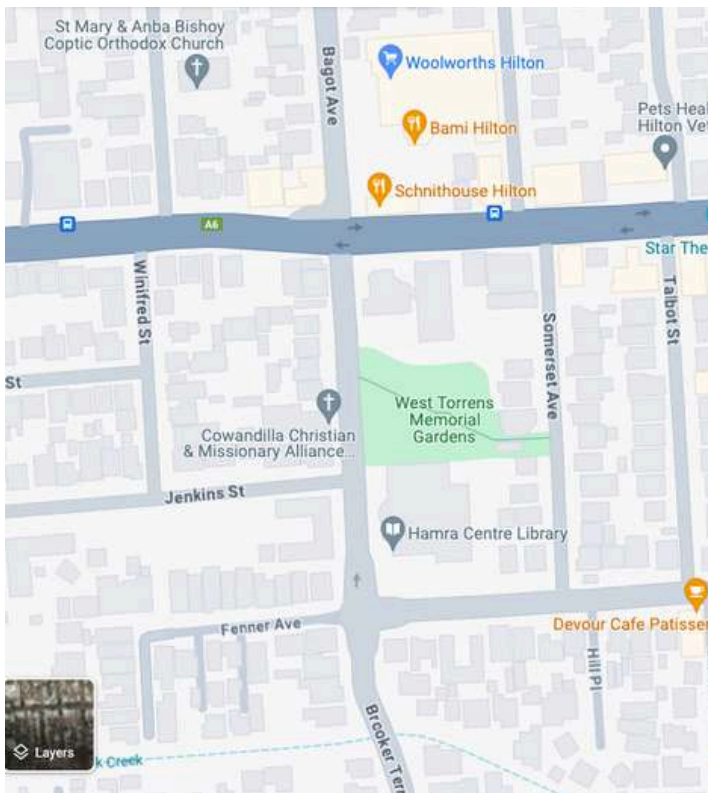 St Mary & Anba Bishoy
Coptic Orthodox Church
Bagot Ave
Woolworths Hilton
Bami Hilton
Pets Heal
Hilton Vet
Schnithouse Hilton
A6
Star The
Winifred St
Somerset Ave
Talbot St
St
West Torrens
Memorial
Gardens
Cowandilla Christian
& Missionary Alliance...
Jenkins St
Hamra Centre Library
Fenner Ave
Devour Cafe Patisser
Hill Pl
Brooker Terr
Layers
k Creek